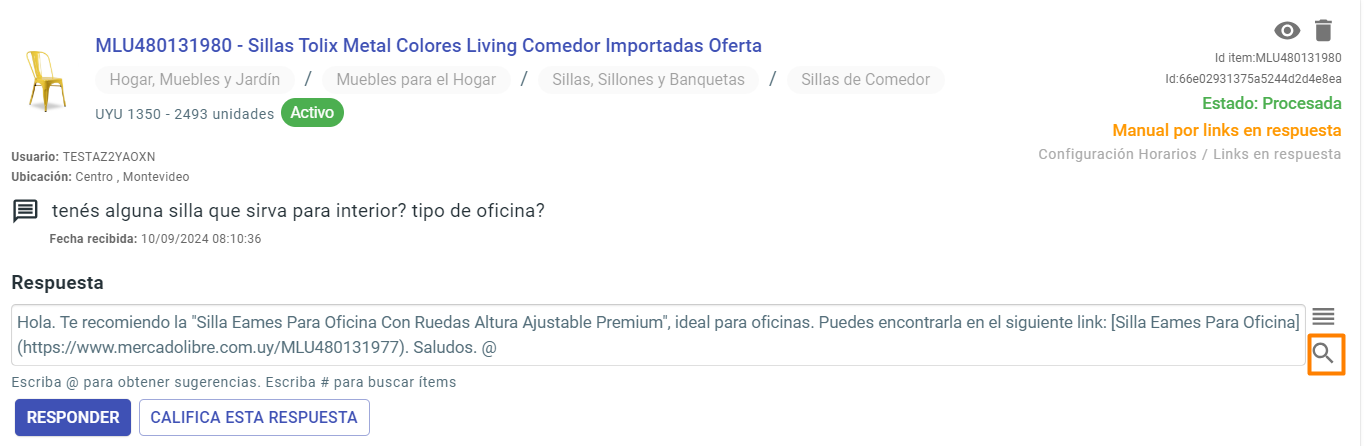 MLU480131980 - Sillas Tolix Metal Colores Living Comedor Importadas Oferta
Hogar, Muebles y Jardín / Muebles para el Hogar / Sillas, Sillones y Banquetas / Sillas de Comedor
UYU 1350 - 2493 unidades Activo
Id item:MLU480131980
Id:66e02931375a5244d2d4e8ea
Estado: Procesada
Manual por links en respuesta
Configuración Horarios / Links en respuesta
Usuario: TESTAZ2YAOXN
Ubicación: Centro , Montevideo
tenés alguna silla que sirva para interior? tipo de oficina?
Fecha recibida: 10/09/2024 08:10:36
Respuesta
Hola. Te recomiendo la "Silla Eames Para Oficina Con Ruedas Altura Ajustable Premium", ideal para oficinas. Puedes encontrarla en el siguiente link: [Silla Eames Para Oficina]
(https://www.mercadolibre.com.uy/MLU480131977). Saludos. @
Escriba @ para obtener sugerencias. Escriba # para buscar ítems
RESPONDER CALIFICA ESTA RESPUESTA